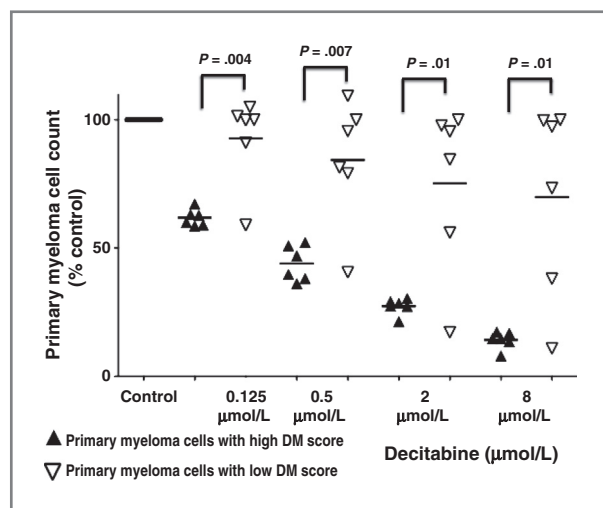 P = .004
P = .007
P = .01
P = .01
100
50
0
Primary myeloma cell count
(% control)
Control
0.125
µmol/L
0.5
µmol/L
2
µmol/L
8
µmol/L
Primary myeloma cells with high DM score
Primary myeloma cells with low DM score
Decitabine (µmol/L)